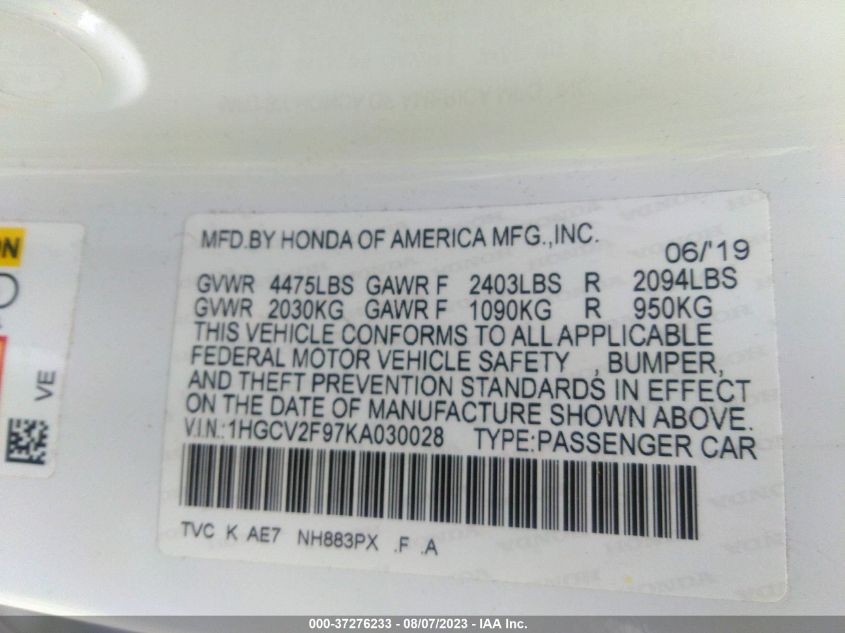 MFD.BY HONDA OF AMERICA MFG.,INC.
06/'19
GVWR 4475LBS GAWR F 2403LBS R 2094LBS
GVWR 2030KG GAWR F 1090KG R 950KG
THIS VEHICLE CONFORMS TO ALL APPLICABLE
FEDERAL MOTOR VEHICLE SAFETY , BUMPER,
AND THEFT PREVENTION STANDARDS IN EFFECT
ON THE DATE OF MANUFACTURE SHOWN ABOVE.
V.I.N.:1HGCV2F97KA030028 TYPE:PASSENGER CAR
TVC K AE7 NH883PX .F .A
VE
000-37276233 - 08/07/2023 - IAA Inc.